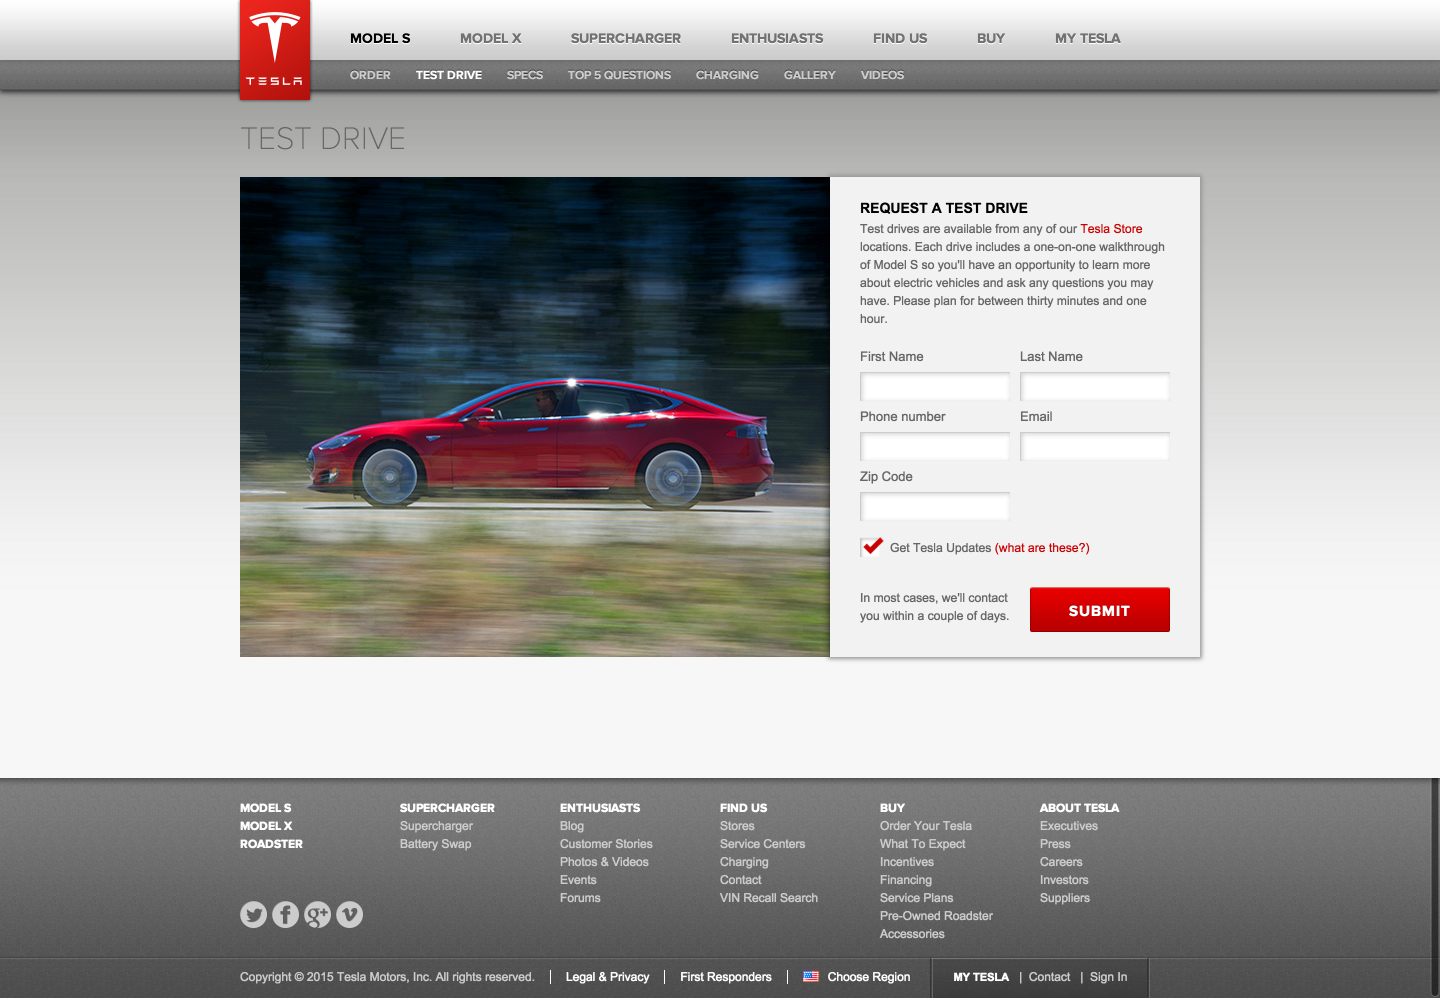 TESLA
MODEL S MODEL X SUPERCHARGER ENTHUSIASTS FIND US BUY MY TESLA
ORDER TEST DRIVE SPECS TOP 5 QUESTIONS CHARGING GALLERY VIDEOS
TEST DRIVE
REQUEST A TEST DRIVE
Test drives are available from any of our Tesla Store
locations. Each drive includes a one-on-one walkthrough
of Model S so you'll have an opportunity to learn more
about electric vehicles and ask any questions you may
have. Please plan for between thirty minutes and one
hour.
First Name Last Name
Phone number Email
Zip Code
Get Tesla Updates (what are these?)
In most cases, we'll contact
you within a couple of days.
SUBMIT
MODEL S
MODEL X
ROADSTER
SUPERCHARGER
Supercharger
Battery Swap
ENTHUSIASTS
Blog
Customer Stories
Photos & Videos
Events
Forums
FIND US
Stores
Service Centers
Charging
Contact
VIN Recall Search
BUY
Order Your Tesla
What To Expect
Incentives
Financing
Service Plans
Pre-Owned Roadster
Accessories
ABOUT TESLA
Executives
Press
Careers
Investors
Suppliers
Copyright © 2015 Tesla Motors, Inc. All rights reserved. | Legal & Privacy | First Responders | Choose Region MY TESLA | Contact | Sign In